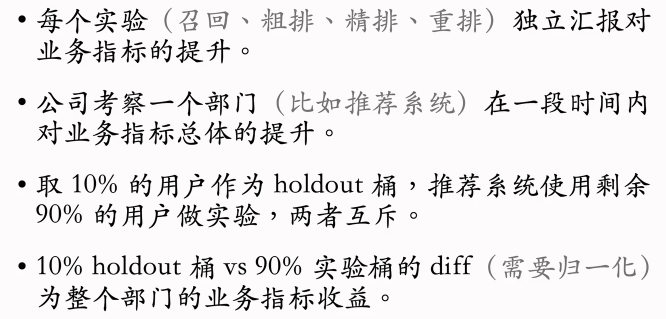 • 每个实验（召回、粗排、精排、重排）独立汇报对
业务指标的提升。
• 公司考察一个部门（比如推荐系统）在一段时间内
对业务指标总体的提升。
• 取 10% 的用户作为 holdout 桶，推荐系统使用剩余
90% 的用户做实验，两者互斥。
• 10% holdout 桶 vs 90% 实验桶的 diff（需要归一化）
为整个部门的业务指标收益。